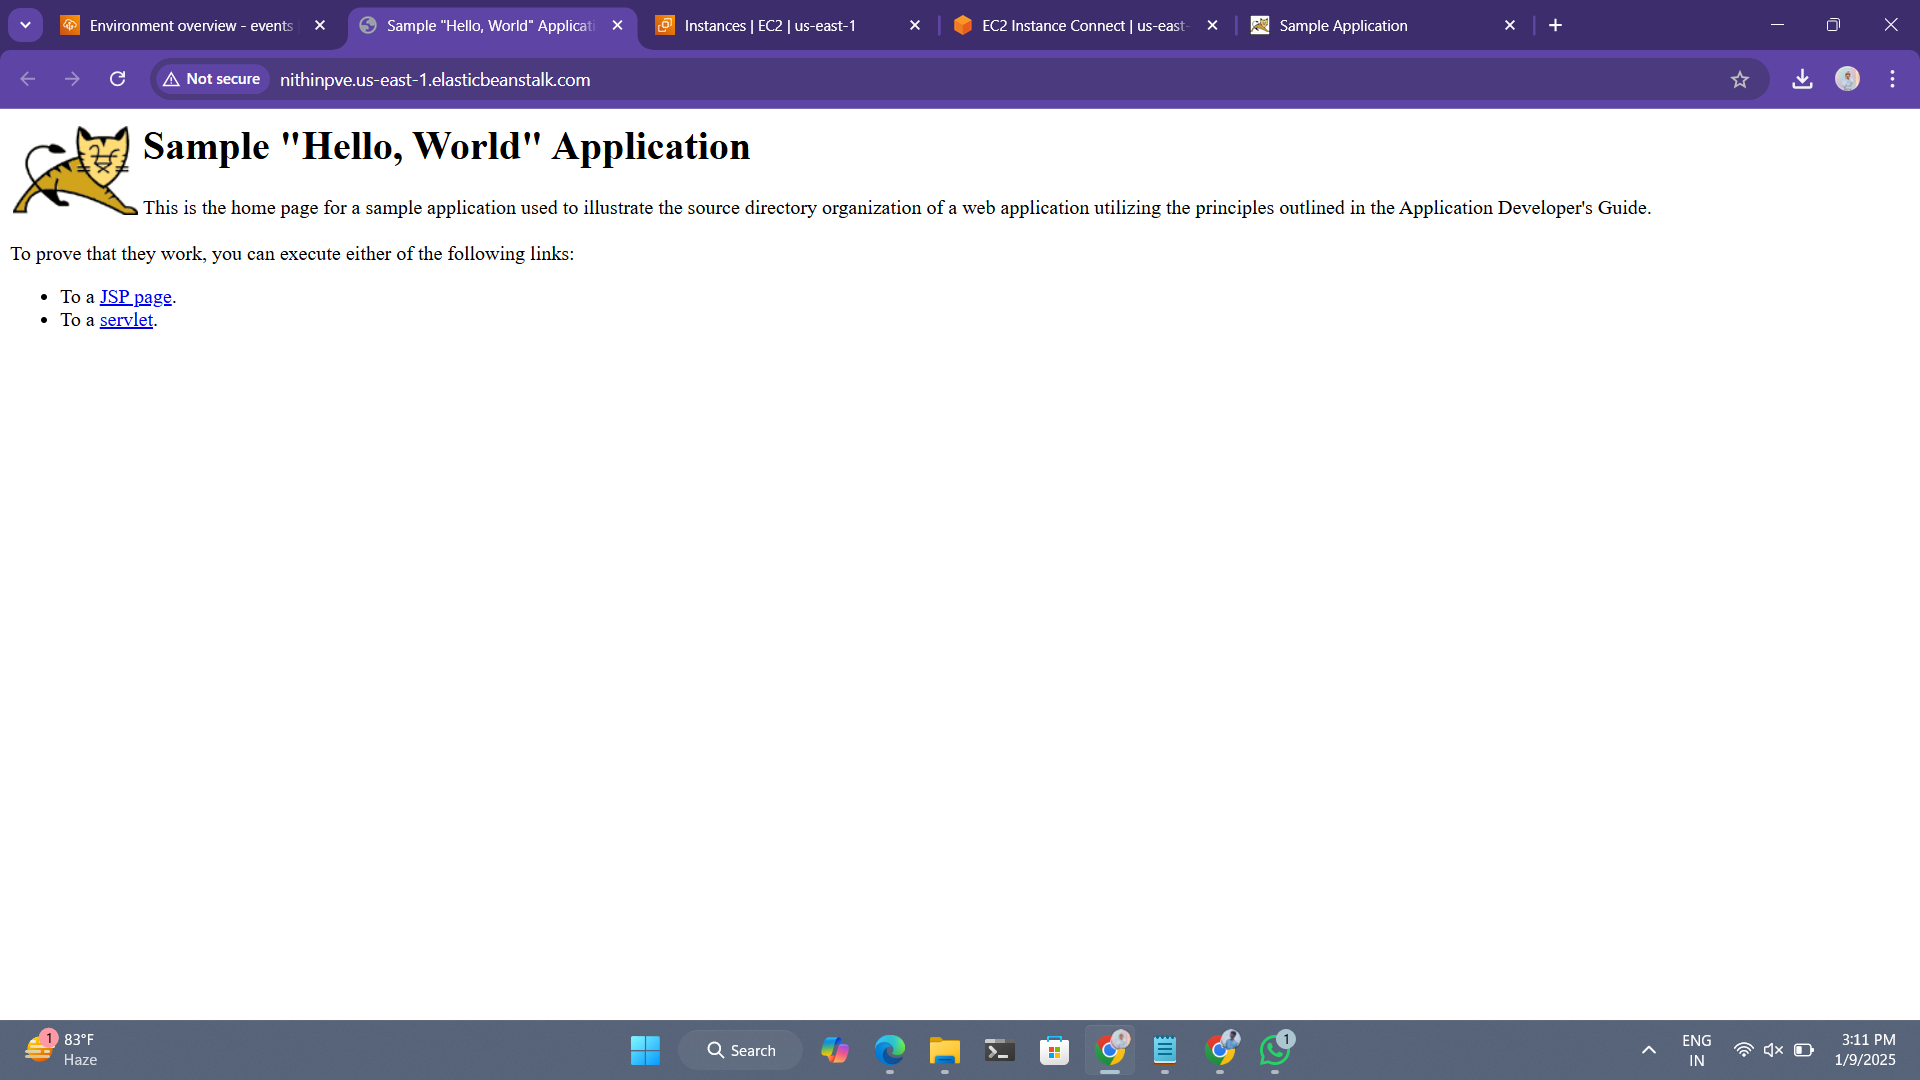 Environment overview - events
Sample "Hello, World" Applicati
Instances | EC2 | us-east-1
EC2 Instance Connect | us-east-
Sample Application
Not secure
nithinpve.us-east-1.elasticbeanstalk.com
Sample "Hello, World" Application
This is the home page for a sample application used to illustrate the source directory organization of a web application utilizing the principles outlined in the Application Developer's Guide.
To prove that they work, you can execute either of the following links:
• To a JSP page.
• To a servlet.
1
83°F
Haze
Search
1
ENG
IN
3:11 PM
1/9/2025